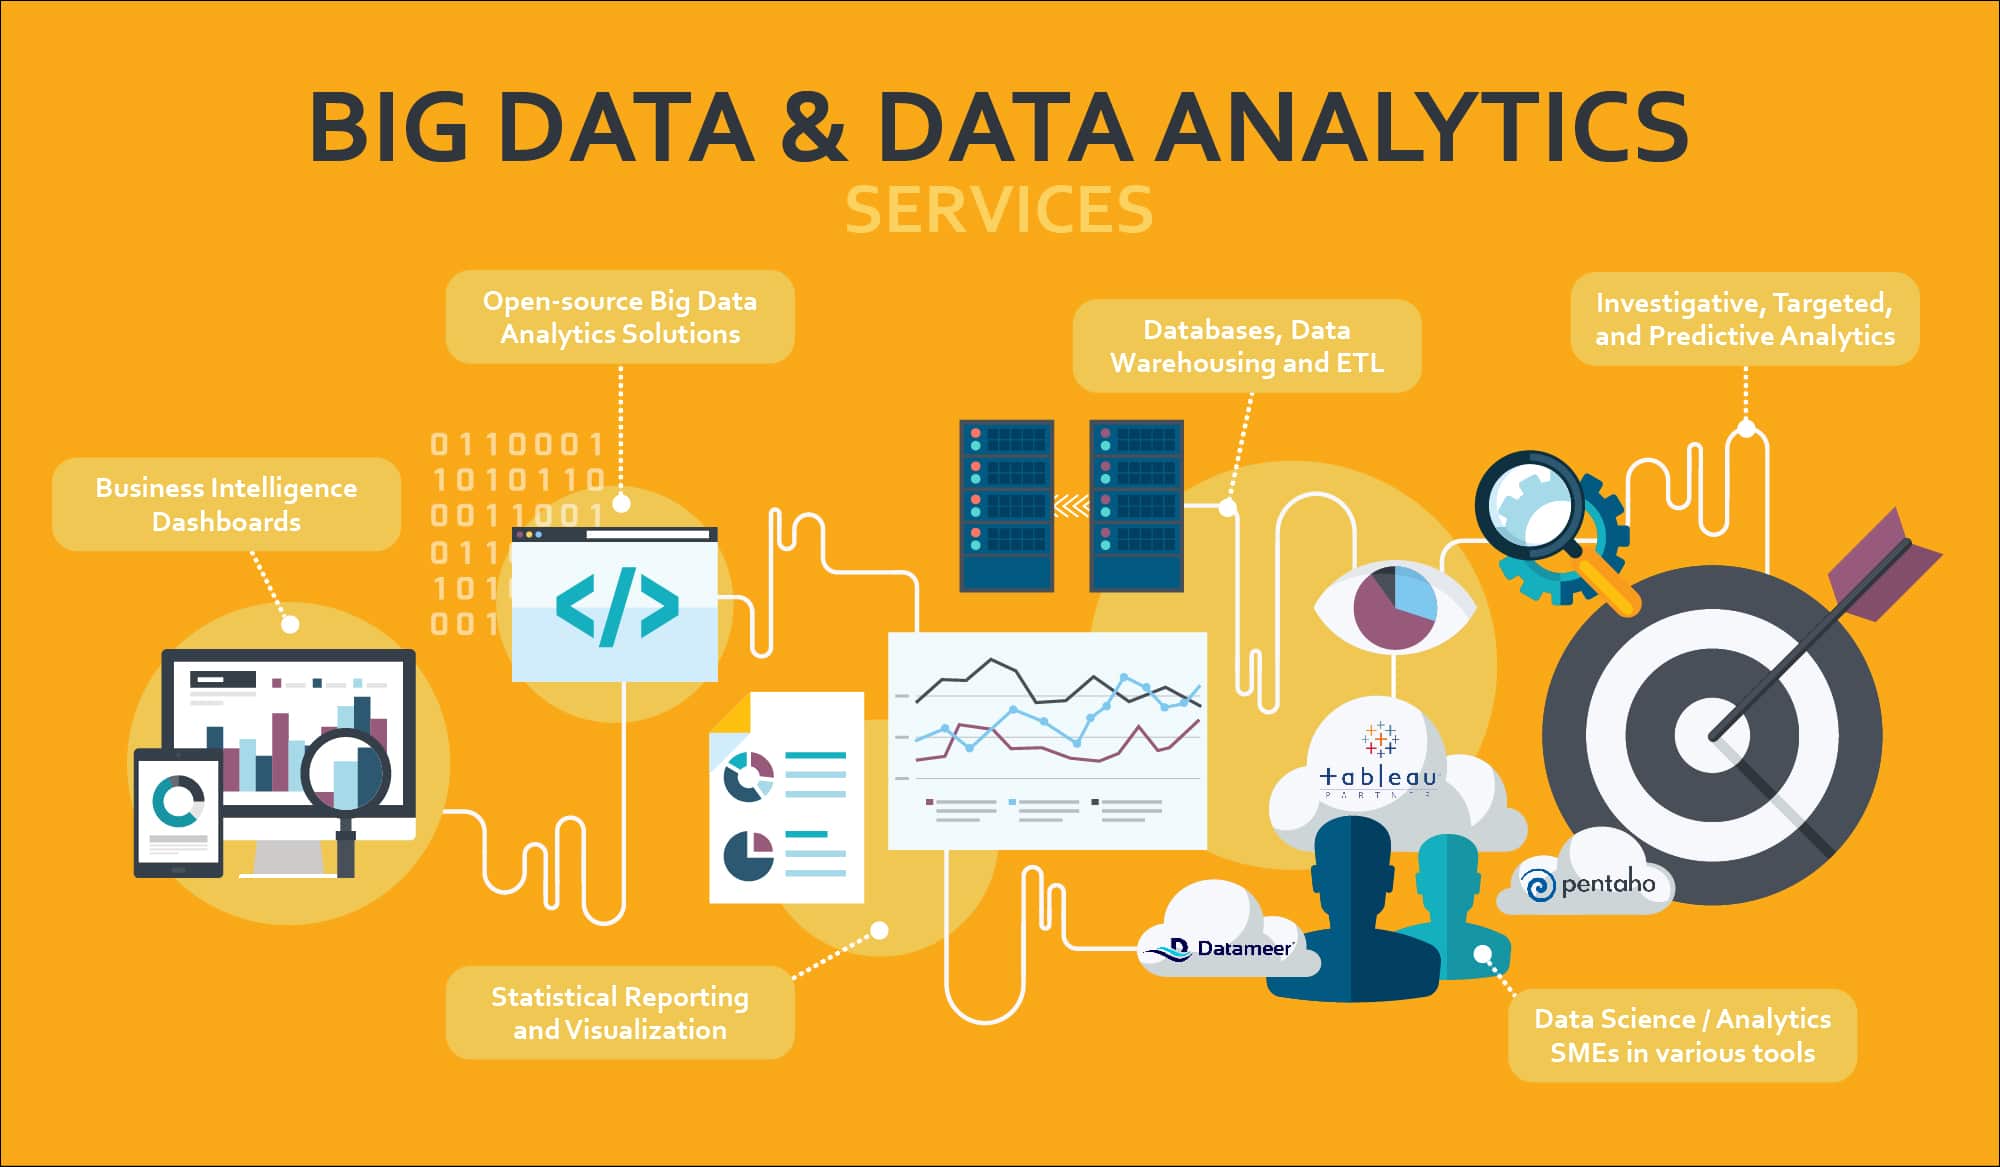 BIG DATA & DATA ANALYTICS
SERVICES
Open-source Big Data
Analytics Solutions
Databases, Data
Warehousing and ETL
Investigative, Targeted,
and Predictive Analytics
Business Intelligence
Dashboards
0110001
1010110
0011001
011
101
001
</>
tableau
Datameer
pentaho
Statistical Reporting
and Visualization
Data Science / Analytics
SMEs in various tools